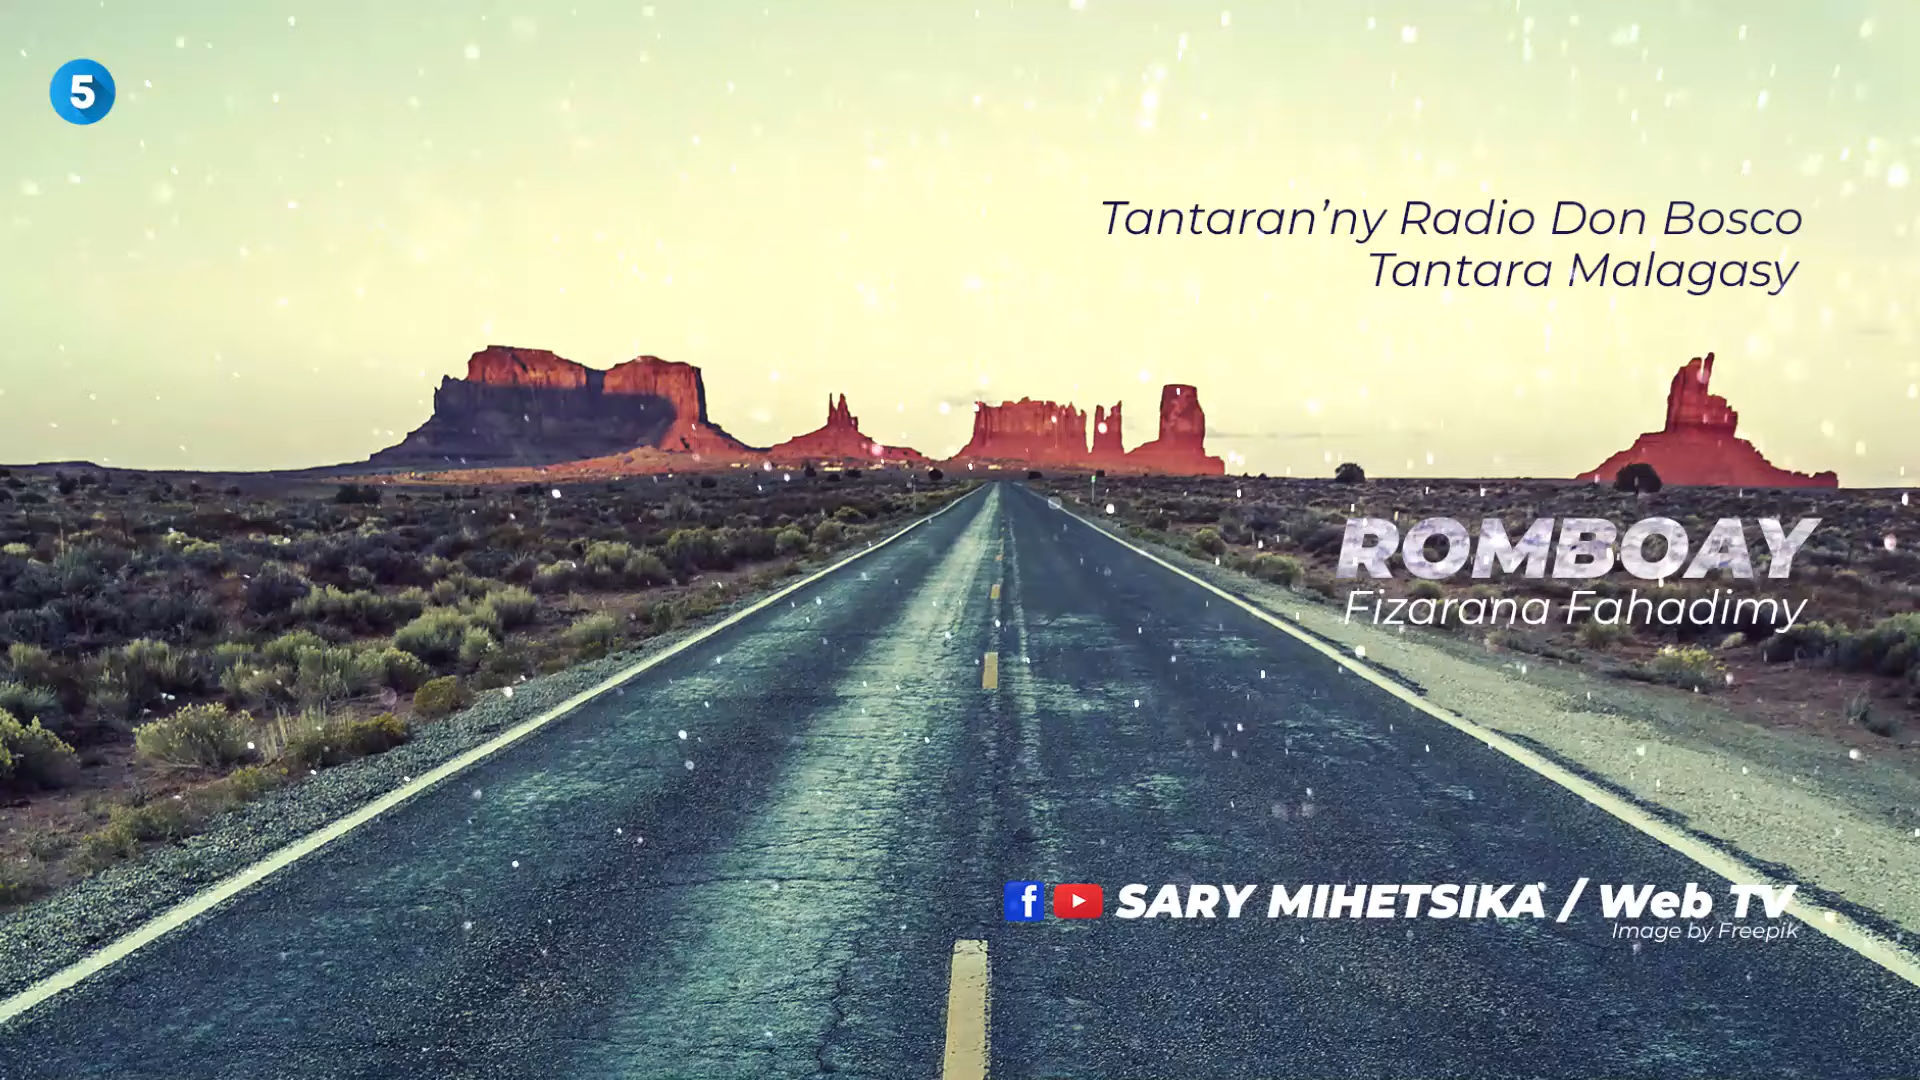 5
Tantaran’ny Radio Don Bosco
Tantara Malagasy
ROMBOAY
Fizarana Fahadimy
SARY MIHETSIKA / Web TV
Image by Freepik